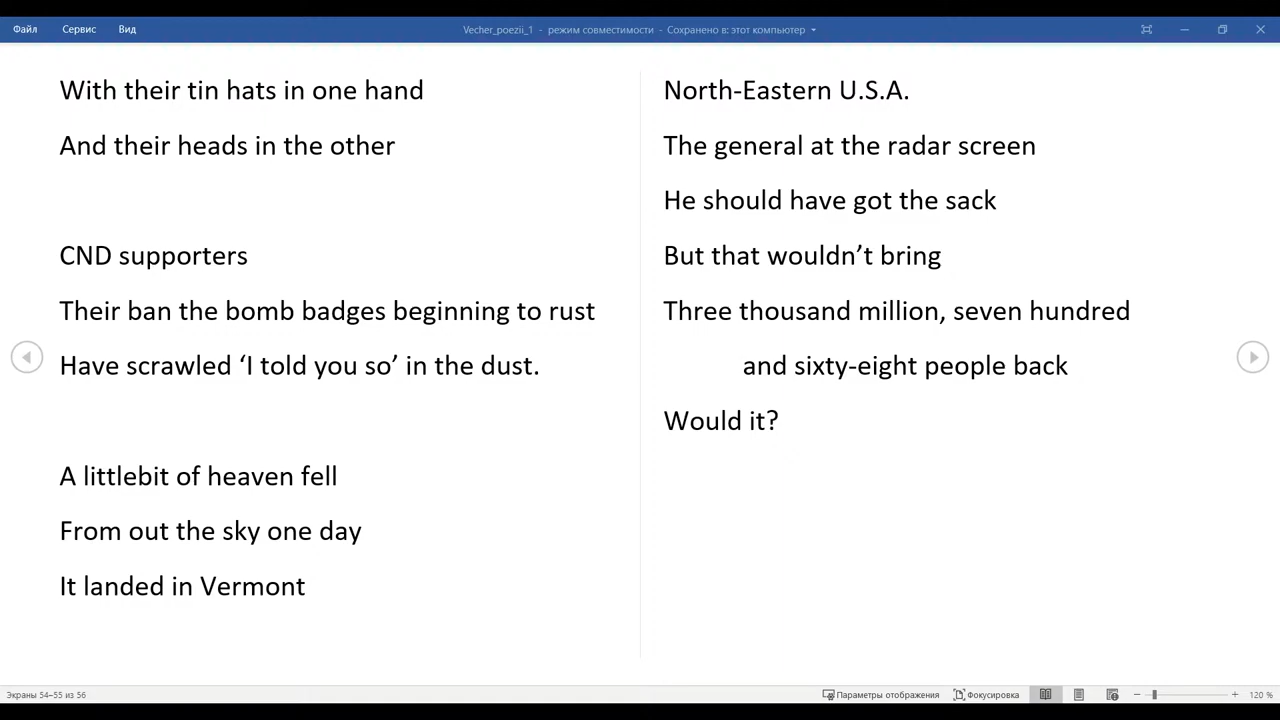 Файл Сервис Вид Vecher_poezii_1 - режим совместимости - Сохранено в: этот компьютер
With their tin hats in one hand
And their heads in the other
CND supporters
Their ban the bomb badges beginning to rust
Have scrawled ‘I told you so’ in the dust.
A littlebit of heaven fell
From out the sky one day
It landed in Vermont
North-Eastern U.S.A.
The general at the radar screen
He should have got the sack
But that wouldn’t bring
Three thousand million, seven hundred
and sixty-eight people back
Would it?
Экраны 54–55 из 56 Параметры отображения Фокусировка 120 %